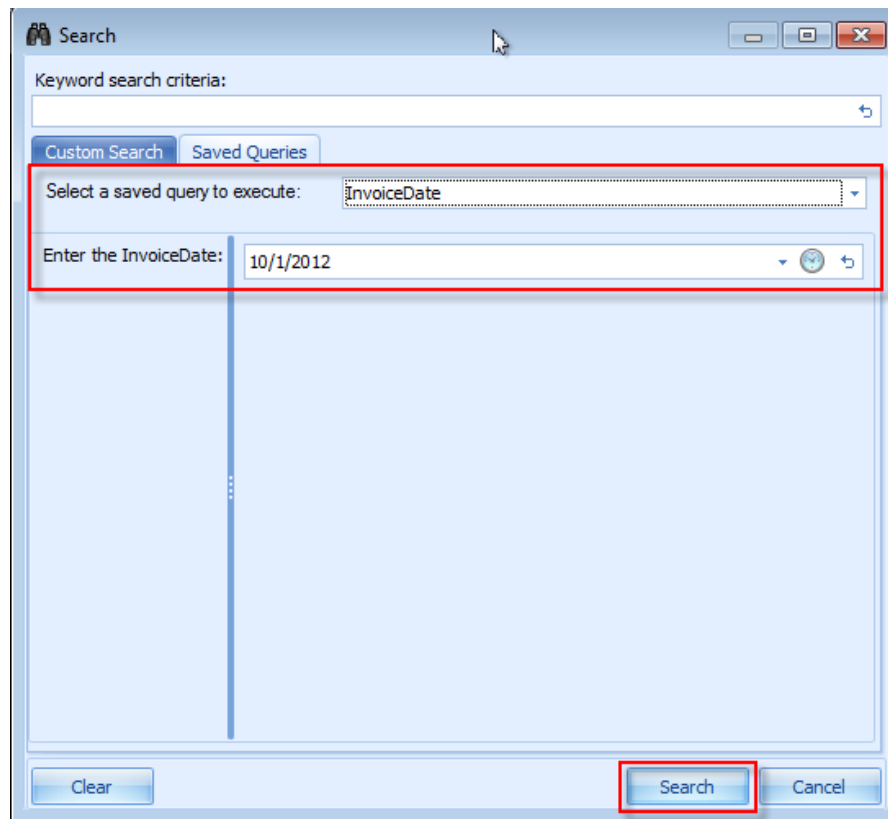 Search
Keyword search criteria:
Custom Search Saved Queries
Select a saved query to execute: InvoiceDate
Enter the InvoiceDate: 10/1/2012
Clear Search Cancel